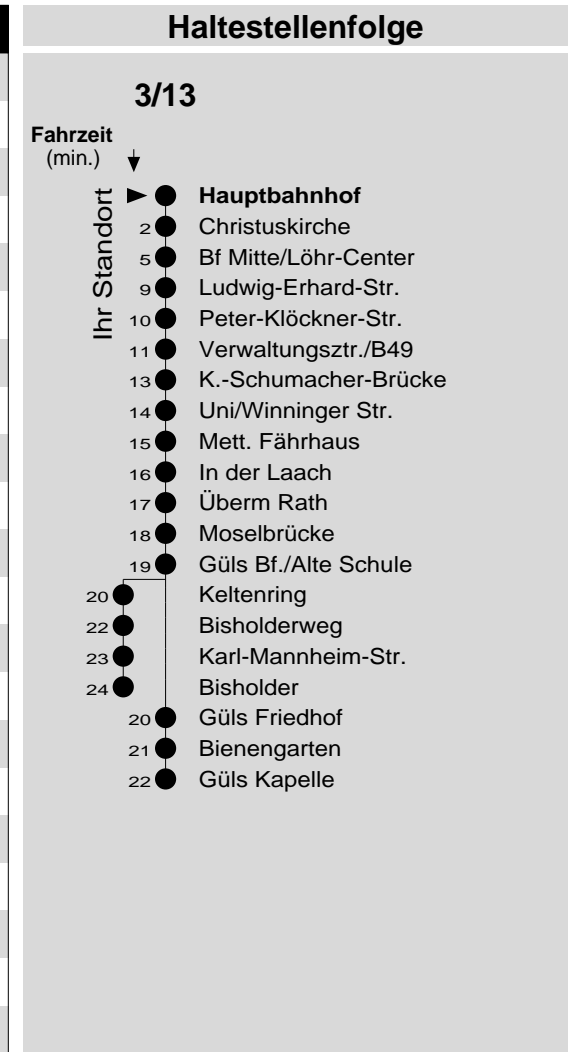 Haltestellenfolge
3/13
Fahrzeit
(min.)
Ihr Standort
Hauptbahnhof
2 Christuskirche
5 Bf Mitte/Löhr-Center
9 Ludwig-Erhard-Str.
10 Peter-Klöckner-Str.
11 Verwaltungsztr./B49
13 K.-Schumacher-Brücke
14 Uni/Winninger Str.
15 Mett. Fährhaus
16 In der Laach
17 Überm Rath
18 Moselbrücke
19 Güls Bf./Alte Schule
20 Keltenring
22 Bisholderweg
23 Karl-Mannheim-Str.
24 Bisholder
20 Güls Friedhof
21 Bienengarten
22 Güls Kapelle